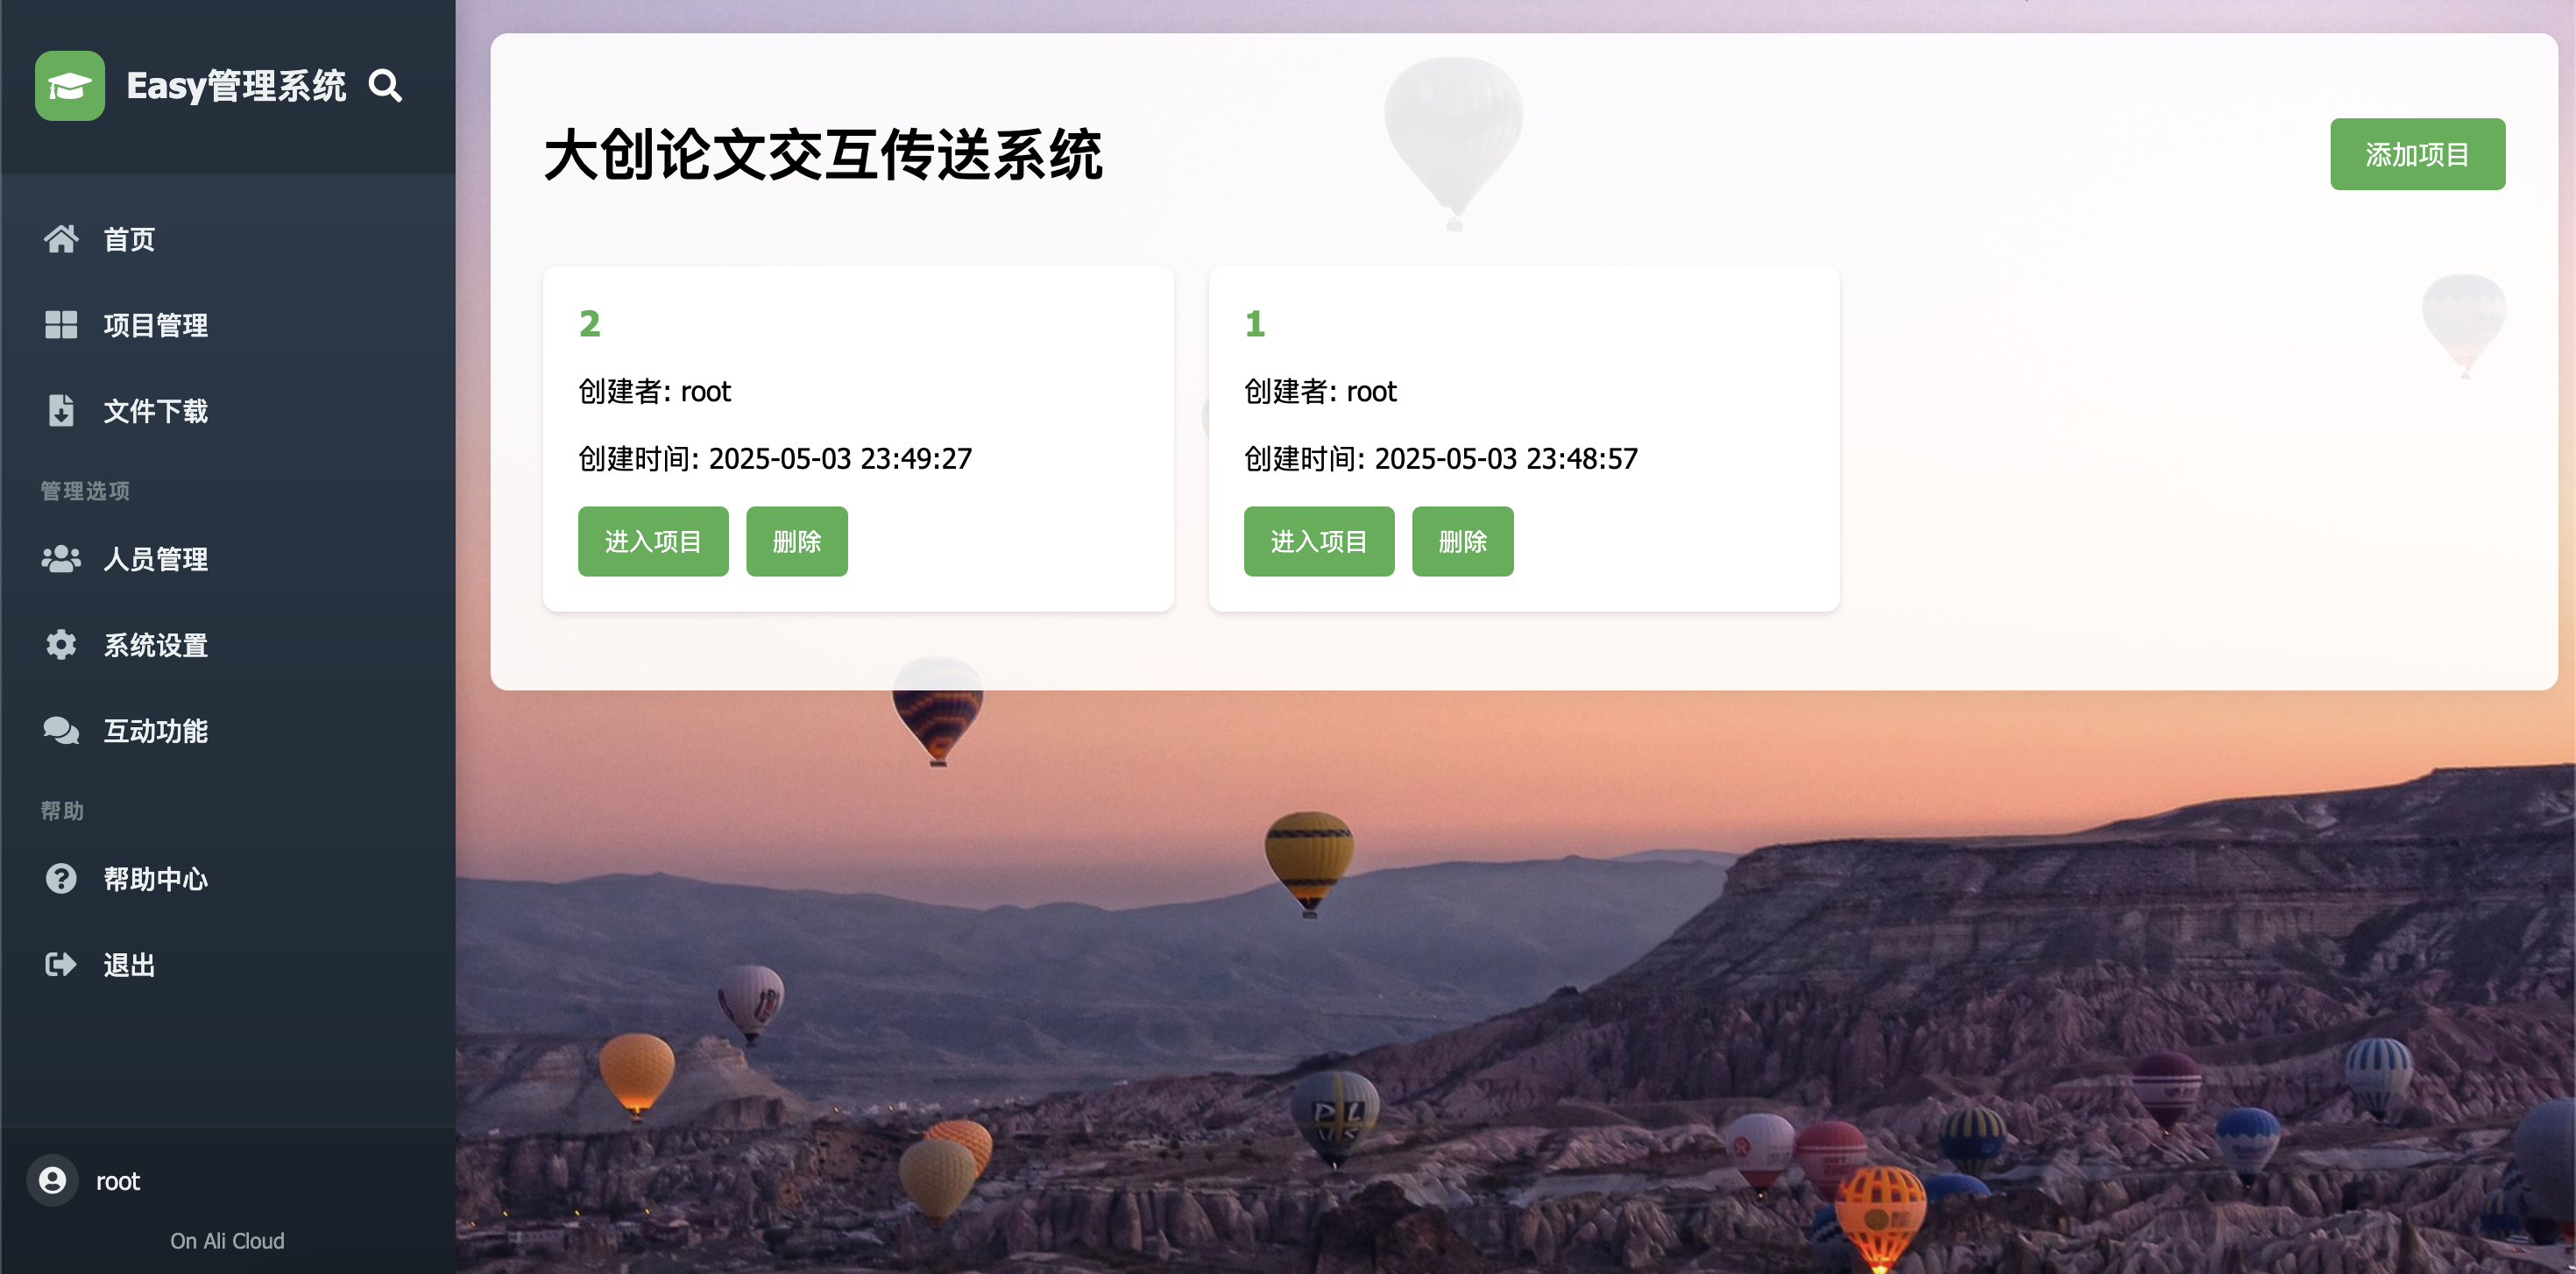 Easy管理系统
首页
项目管理
文件下载
管理选项
人员管理
系统设置
互动功能
帮助
帮助中心
退出
root
On Ali Cloud
大创论文交互传送系统
添加项目
2
创建者: root
创建时间: 2025-05-03 23:49:27
进入项目 删除
1
创建者: root
创建时间: 2025-05-03 23:48:57
进入项目 删除